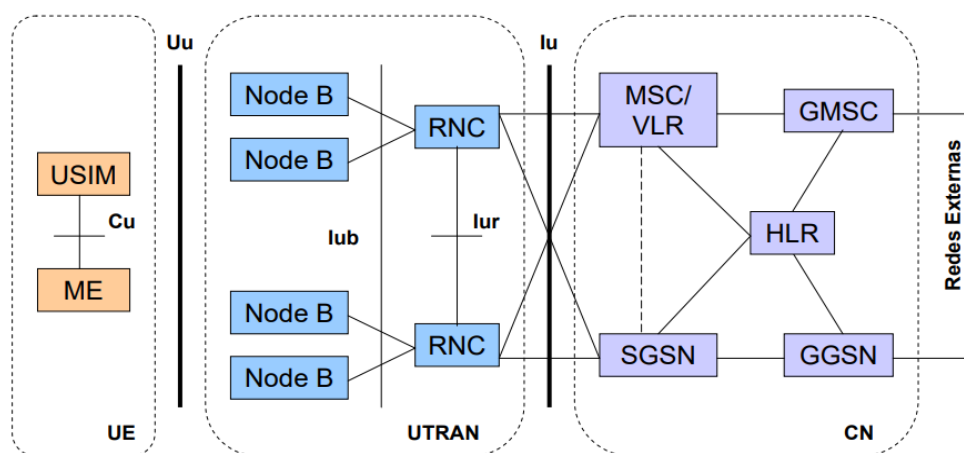 Uu
Iu
Node B
Node B
RNC
MSC/
VLR
GMSC
USIM
Cu
ME
Iub
Iur
HLR
Redes Externas
Node B
Node B
RNC
SGSN
GGSN
UE
UTRAN
CN